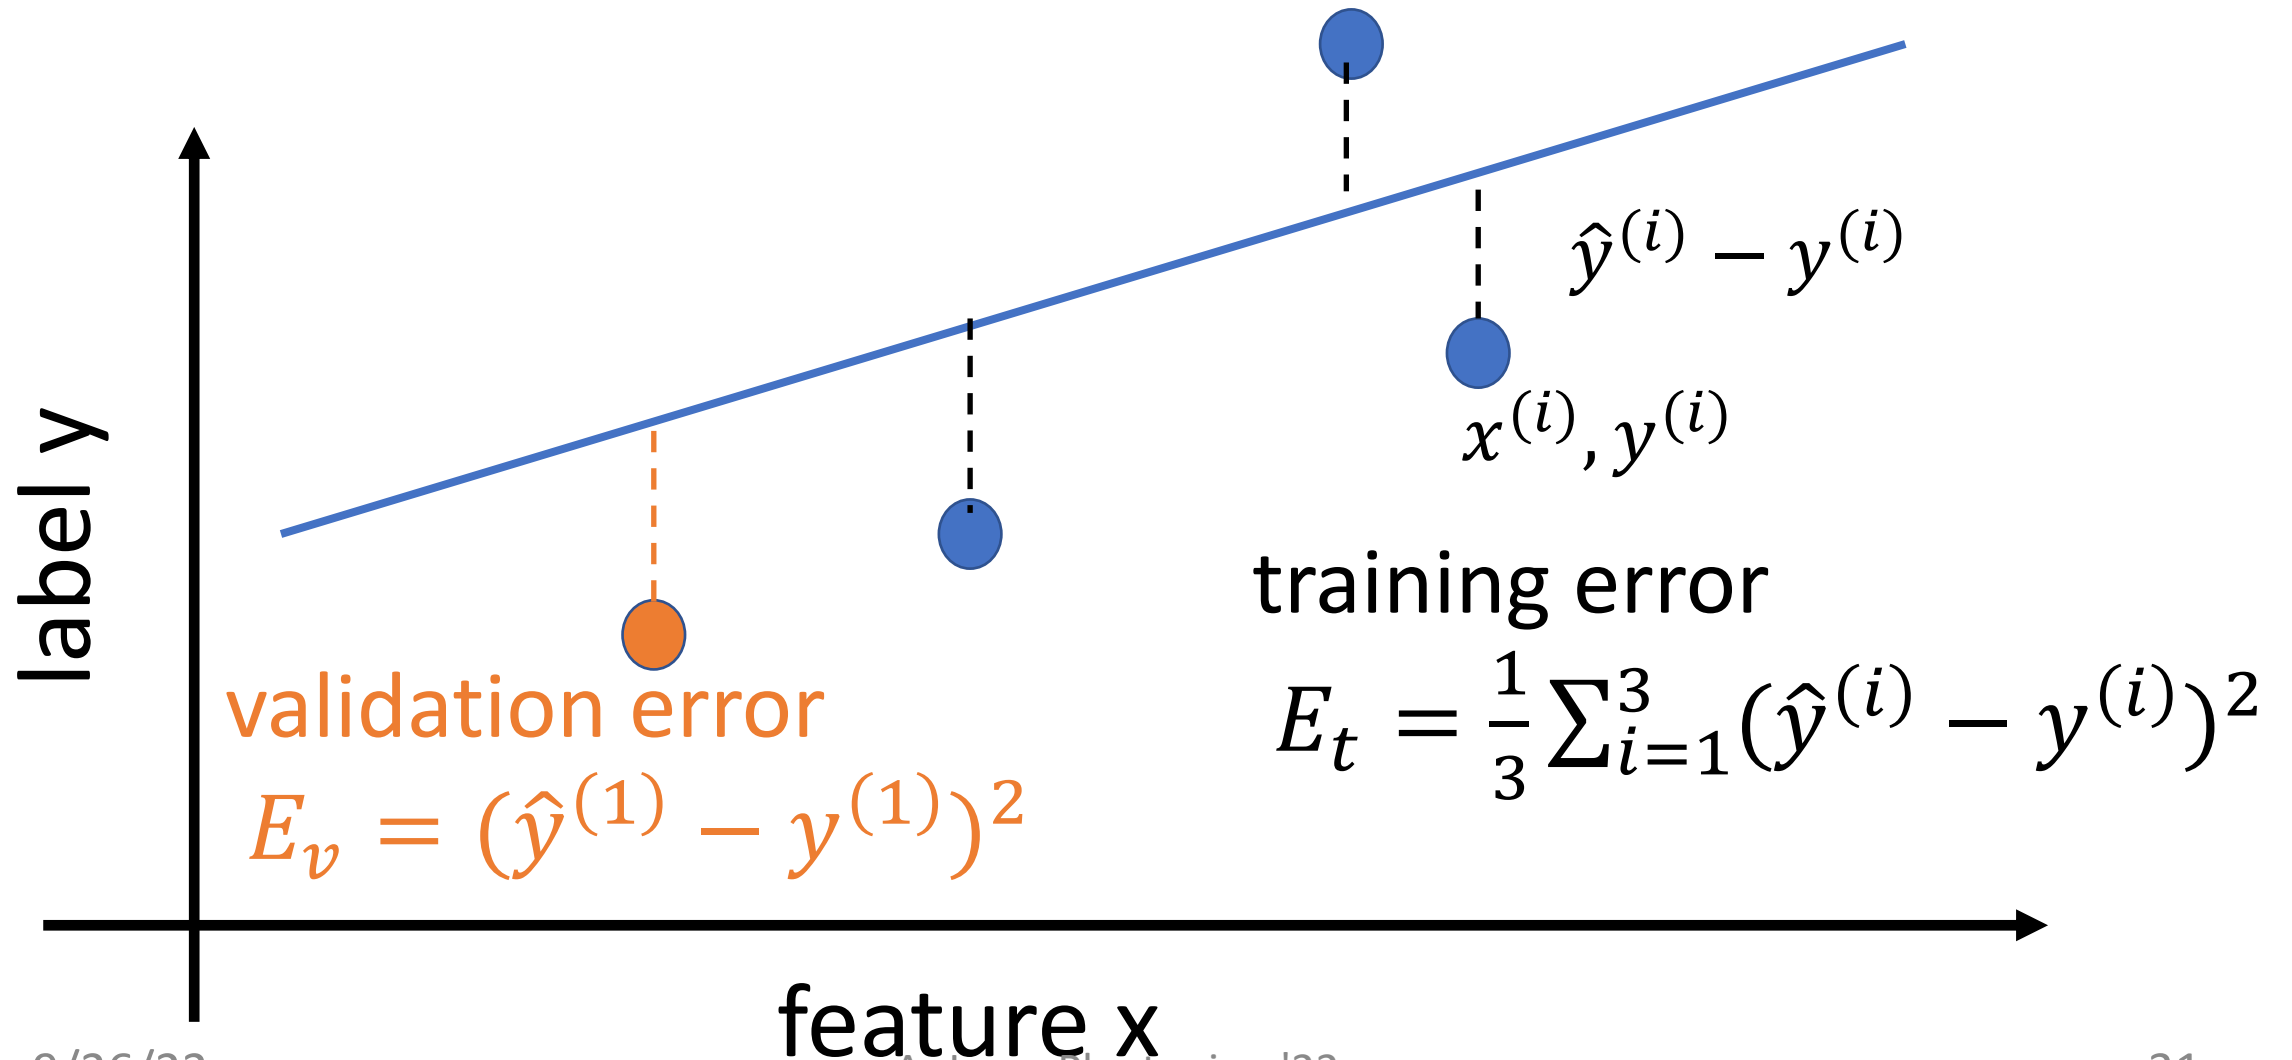 ŷ⁽ⁱ⁾ − y⁽ⁱ⁾
x⁽ⁱ⁾, y⁽ⁱ⁾
label y
training error
E_t = 1/3 ∑_{i=1}^{3} (ŷ⁽ⁱ⁾ − y⁽ⁱ⁾)²
validation error
E_v = (ŷ⁽¹⁾ − y⁽¹⁾)²
feature x